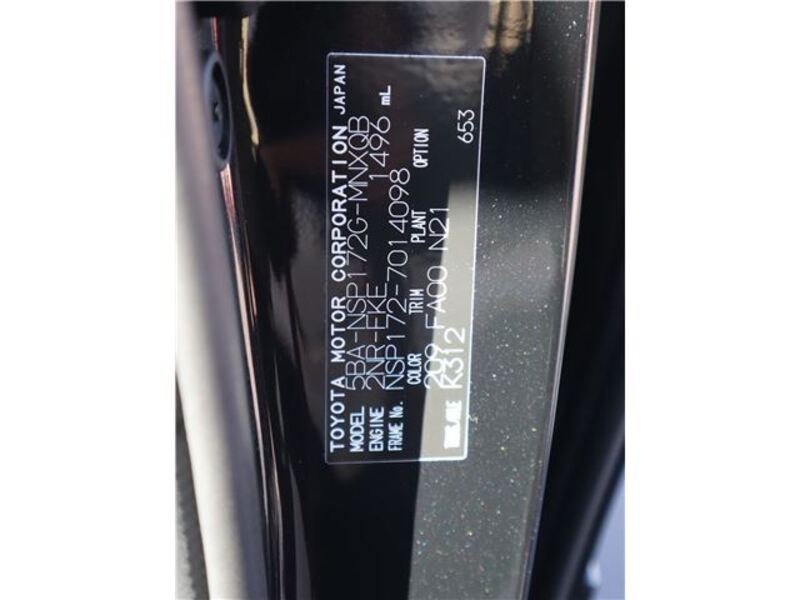 TOYOTA MOTOR CORPORATION JAPAN
MODEL 5BA-NSP172G-MNXQB
ENGINE 2NR-FKE 1496 mL
FRAME No. NSP172-7014098
COLOR TRIM PLANT OPTION
209 FA00 N21 653
K312